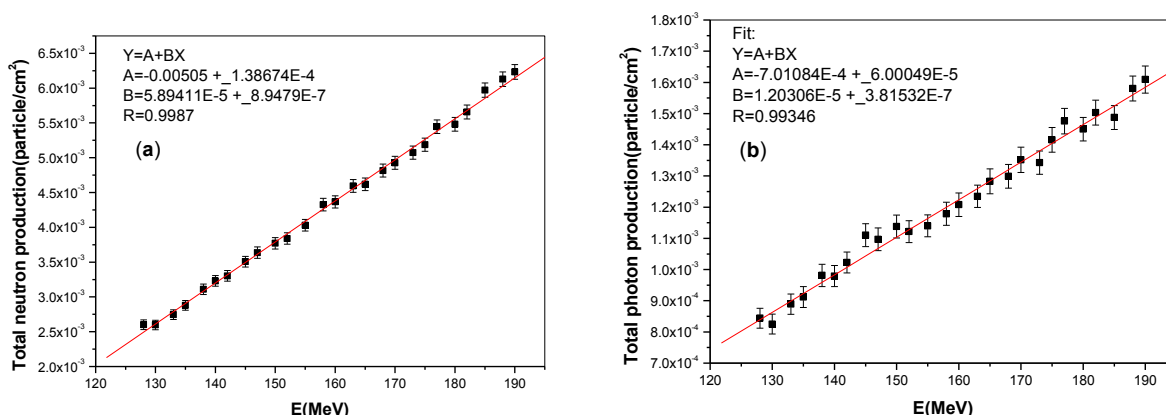 Total neutron production(particle/cm²)
6.5x10⁻³
6.0x10⁻³
5.5x10⁻³
5.0x10⁻³
4.5x10⁻³
4.0x10⁻³
3.5x10⁻³
3.0x10⁻³
2.5x10⁻³
2.0x10⁻³
Y=A+BX
A=-0.00505 +_1.38674E-4
B=5.89411E-5 +_8.9479E-7
R=0.9987
(a)
120 130 140 150 160 170 180 190
E(MeV)
Total photon production(particle/cm²)
1.8x10⁻³
1.7x10⁻³
1.6x10⁻³
1.5x10⁻³
1.4x10⁻³
1.3x10⁻³
1.2x10⁻³
1.1x10⁻³
1.0x10⁻³
9.0x10⁻⁴
8.0x10⁻⁴
7.0x10⁻⁴
Fit:
Y=A+BX
A=-7.01084E-4 +_6.00049E-5
B=1.20306E-5 +_3.81532E-7
R=0.99346
(b)
120 130 140 150 160 170 180 190
E(MeV)